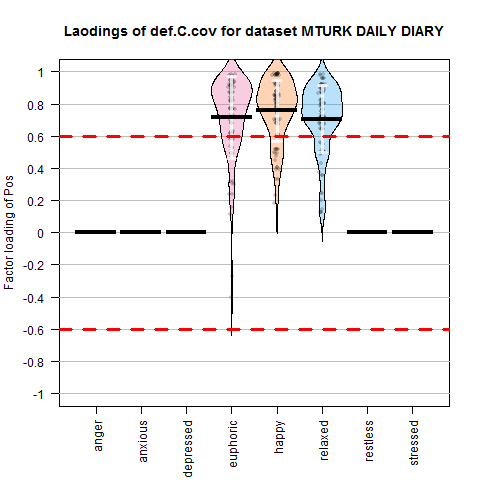 Laodings of def.C.cov for dataset MTURK DAILY DIARY
Factor loading of Pos
1
0.8
0.6
0.4
0.2
0
-0.2
-0.4
-0.6
-0.8
-1
anger
anxious
depressed
euphoric
happy
relaxed
restless
stressed